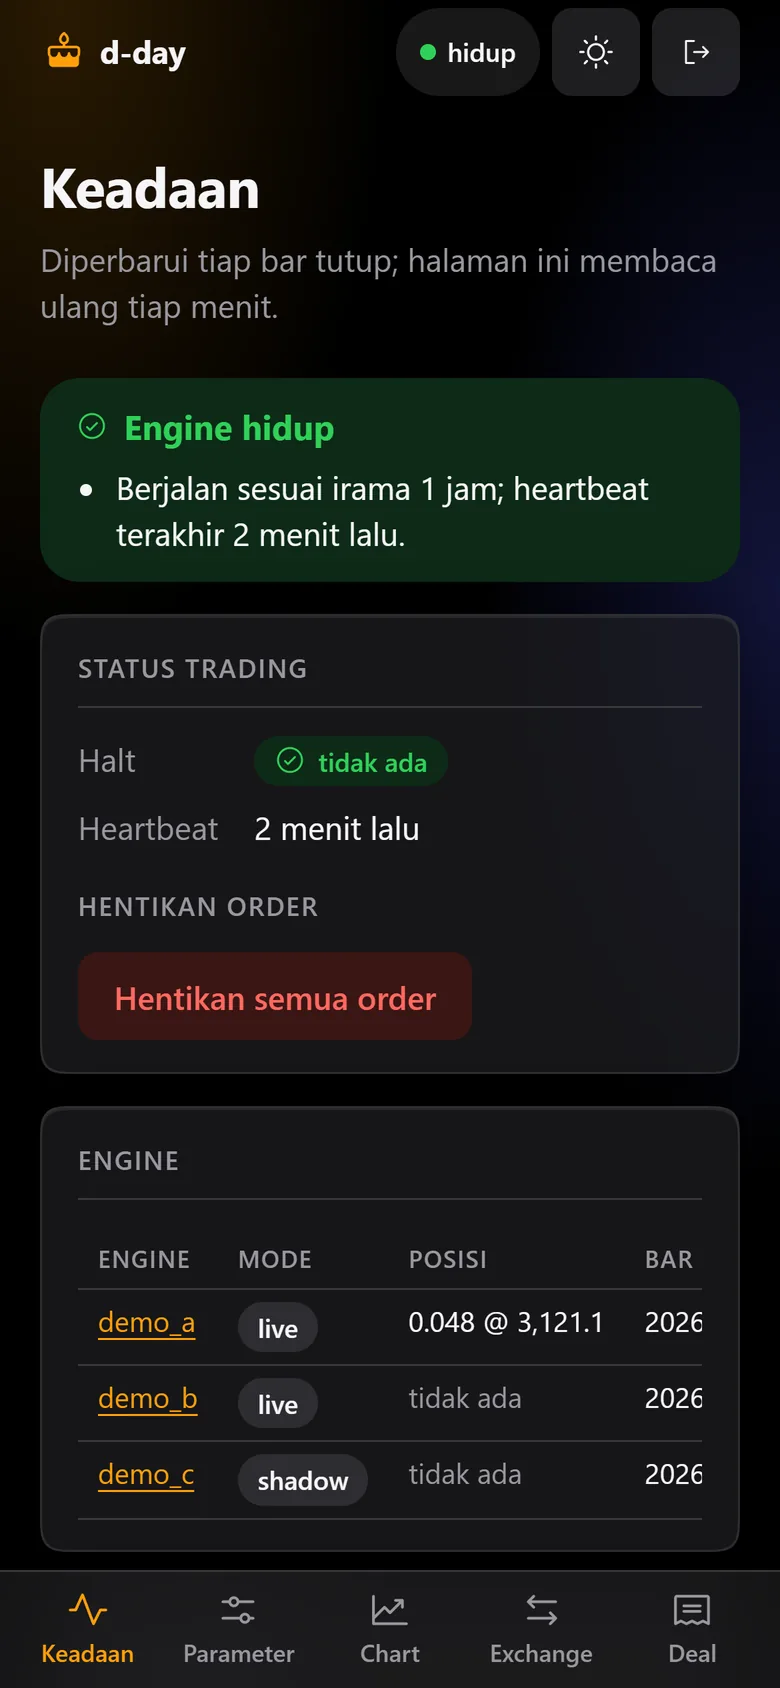 d-day
hidup
Keadaan
Diperbarui tiap bar tutup; halaman ini membaca
ulang tiap menit.
Engine hidup
Berjalan sesuai irama 1 jam; heartbeat
terakhir 2 menit lalu.
STATUS TRADING
Halt tidak ada
Heartbeat 2 menit lalu
HENTIKAN ORDER
Hentikan semua order
ENGINE
ENGINE MODE POSISI BAR
demo_a live 0.048 @ 3,121.1 2026
demo_b live tidak ada 2026
demo_c shadow tidak ada 2026
Keadaan Parameter Chart Exchange Deal